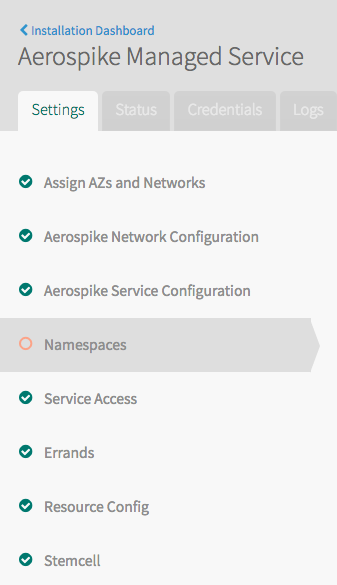 Installation Dashboard
Aerospike Managed Service
Settings Status Credentials Logs
Assign AZs and Networks
Aerospike Network Configuration
Aerospike Service Configuration
Namespaces
Service Access
Errands
Resource Config
Stemcell